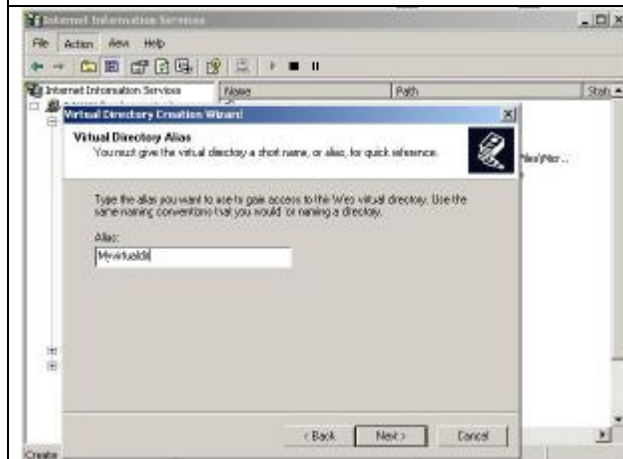 Internet Information Services
File Action View Help
Internet Information Services Name Path Statu
Virtual Directory Creation Wizard
Virtual Directory Alias
You must give the virtual directory a short name, or alias, for quick reference.
Type the alias you want to use to gain access to this Web virtual directory. Use the
same naming conventions that you would for naming a directory.
Alias:
Myvirtualdir
< Back Next > Cancel
Create